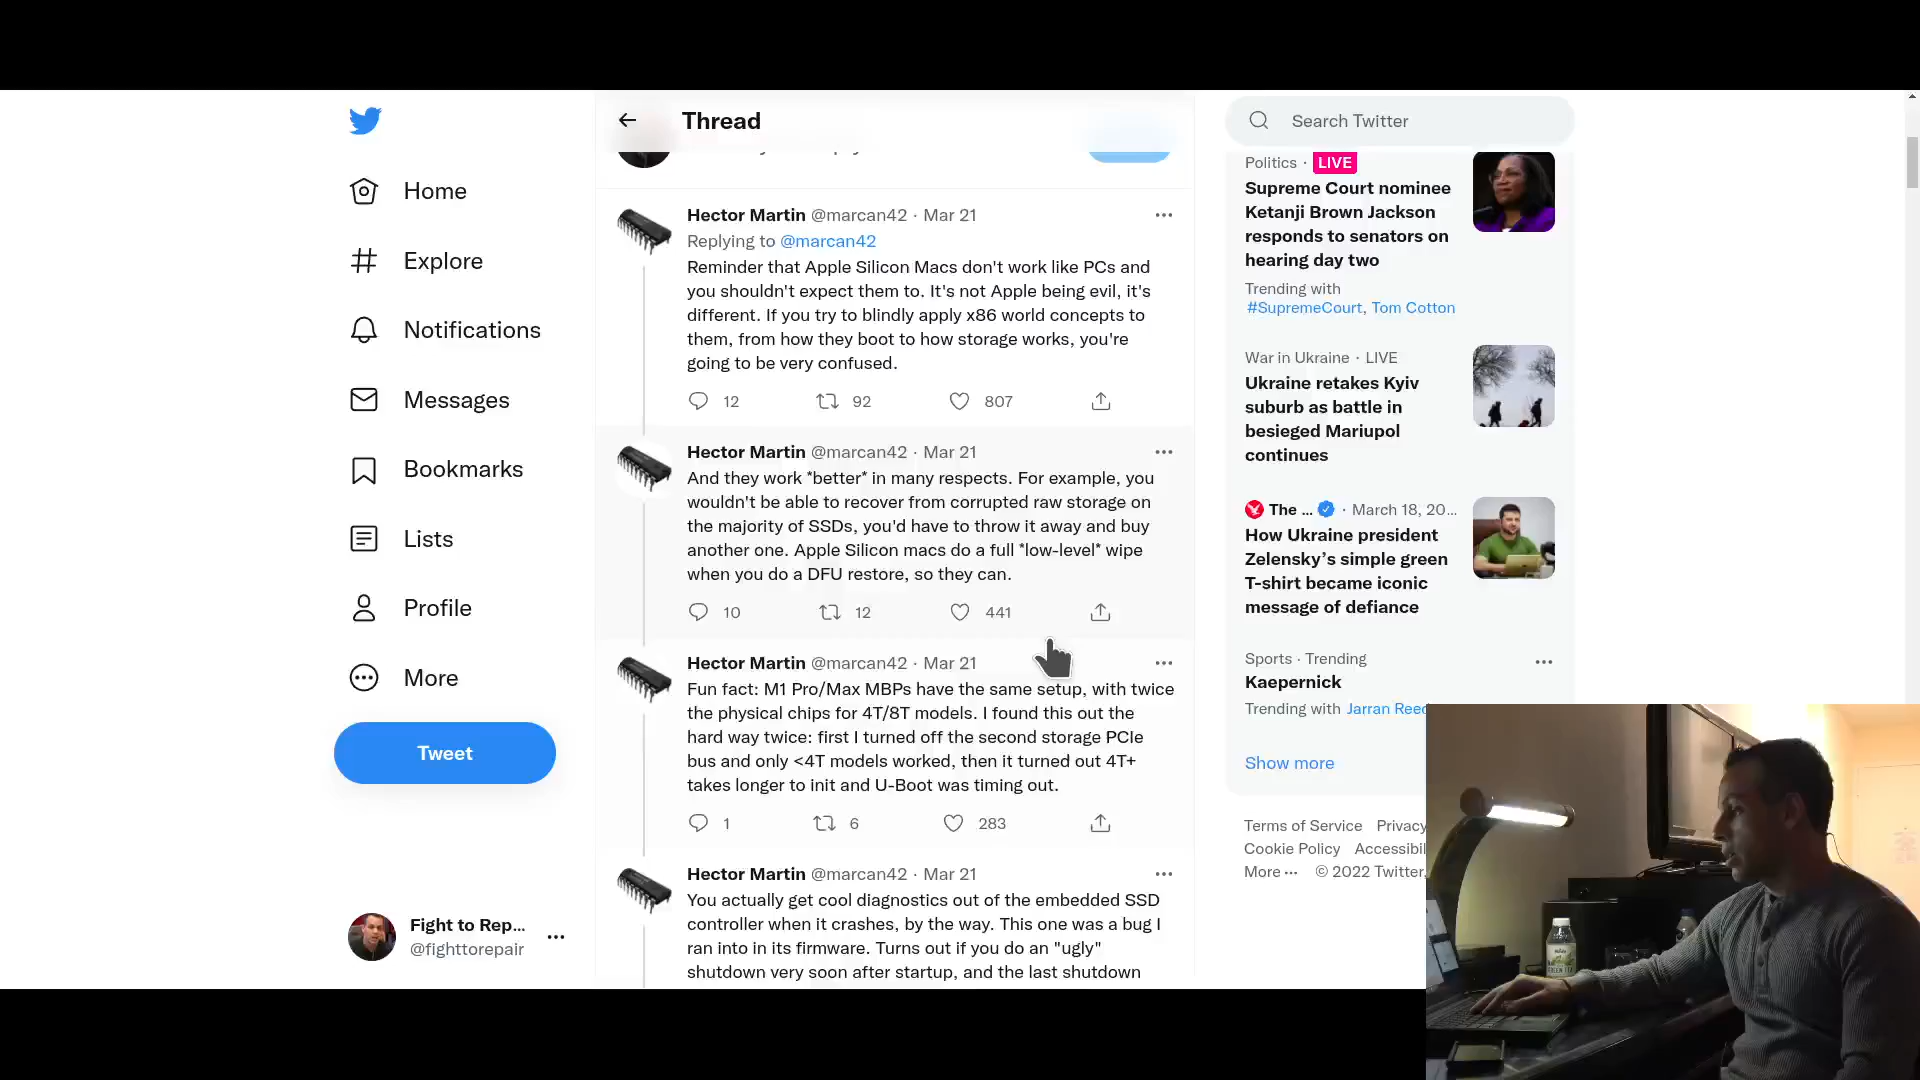 Home
Explore
Notifications
Messages
Bookmarks
Lists
Profile
More
Tweet
Fight to Rep...
@fighttorepair
Thread
Hector Martin @marcan42 · Mar 21
Replying to @marcan42
Reminder that Apple Silicon Macs don't work like PCs and
you shouldn't expect them to. It's not Apple being evil, it's
different. If you try to blindly apply x86 world concepts to
them, from how they boot to how storage works, you're
going to be very confused.
12 92 807
Hector Martin @marcan42 · Mar 21
And they work *better* in many respects. For example, you
wouldn't be able to recover from corrupted raw storage on
the majority of SSDs, you'd have to throw it away and buy
another one. Apple Silicon macs do a full *low-level* wipe
when you do a DFU restore, so they can.
10 12 441
Hector Martin @marcan42 · Mar 21
Fun fact: M1 Pro/Max MBPs have the same setup, with twice
the physical chips for 4T/8T models. I found this out the
hard way twice: first I turned off the second storage PCIe
bus and only <4T models worked, then it turned out 4T+
takes longer to init and U-Boot was timing out.
1 6 283
Hector Martin @marcan42 · Mar 21
You actually get cool diagnostics out of the embedded SSD
controller when it crashes, by the way. This one was a bug I
ran into in its firmware. Turns out if you do an "ugly"
shutdown very soon after startup, and the last shutdown
Search Twitter
Politics · LIVE
Supreme Court nominee
Ketanji Brown Jackson
responds to senators on
hearing day two
Trending with
#SupremeCourt, Tom Cotton
War in Ukraine · LIVE
Ukraine retakes Kyiv
suburb as battle in
besieged Mariupol
continues
The ... · March 18, 20...
How Ukraine president
Zelensky’s simple green
T-shirt became iconic
message of defiance
Sports · Trending
Kaepernick
Trending with Jarran Reed
Show more
Terms of Service Privacy
Cookie Policy Accessibil
More ··· © 2022 Twitter,